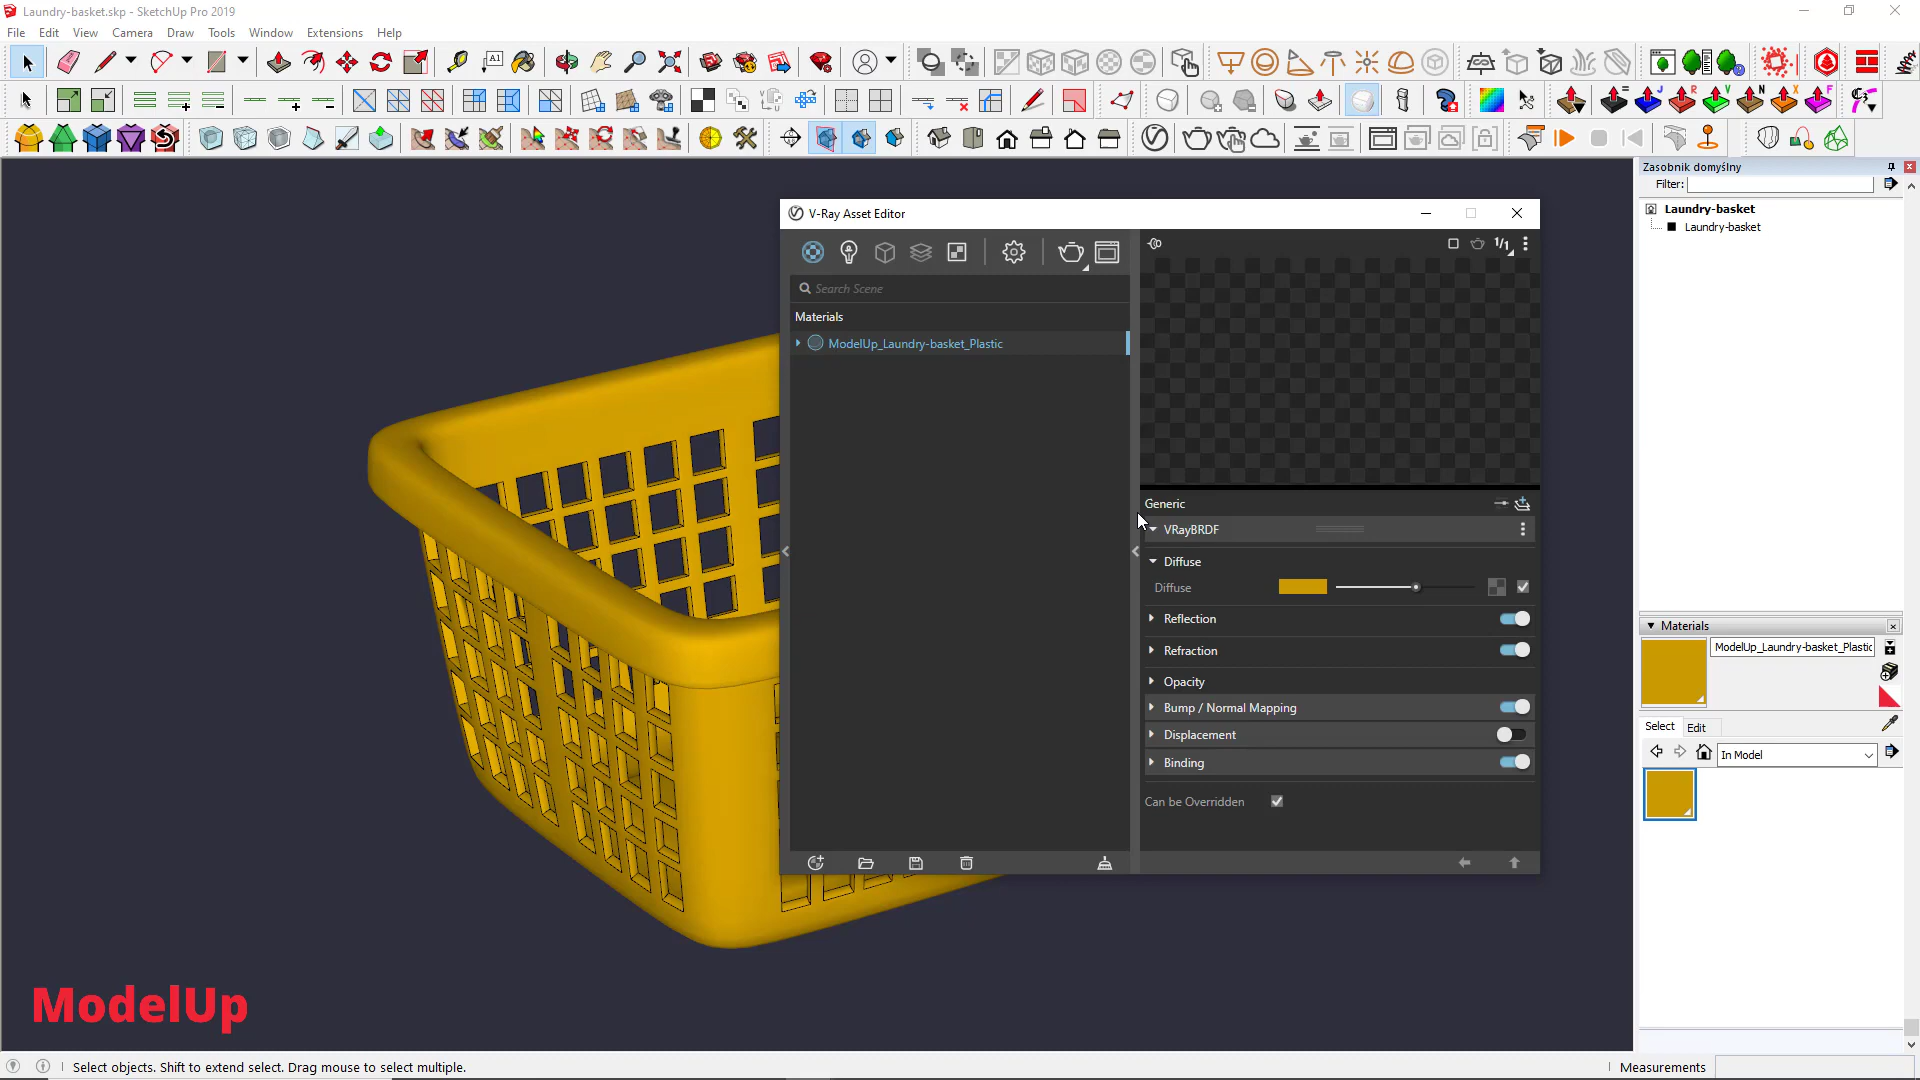 Laundry-basket.skp - SketchUp Pro 2019
File Edit View Camera Draw Tools Window Extensions Help
Zasobnik domyślny
Filter:
Laundry-basket
Laundry-basket
V-Ray Asset Editor
1/1
Search Scene
Materials
ModelUp_Laundry-basket_Plastic
Generic
VRayBRDF
Diffuse
Diffuse
Reflection
Refraction
Opacity
Bump / Normal Mapping
Displacement
Binding
Can be Overridden
Materials
ModelUp_Laundry-basket_Plastic
Select Edit
In Model
ModelUp
Select objects. Shift to extend select. Drag mouse to select multiple.
Measurements